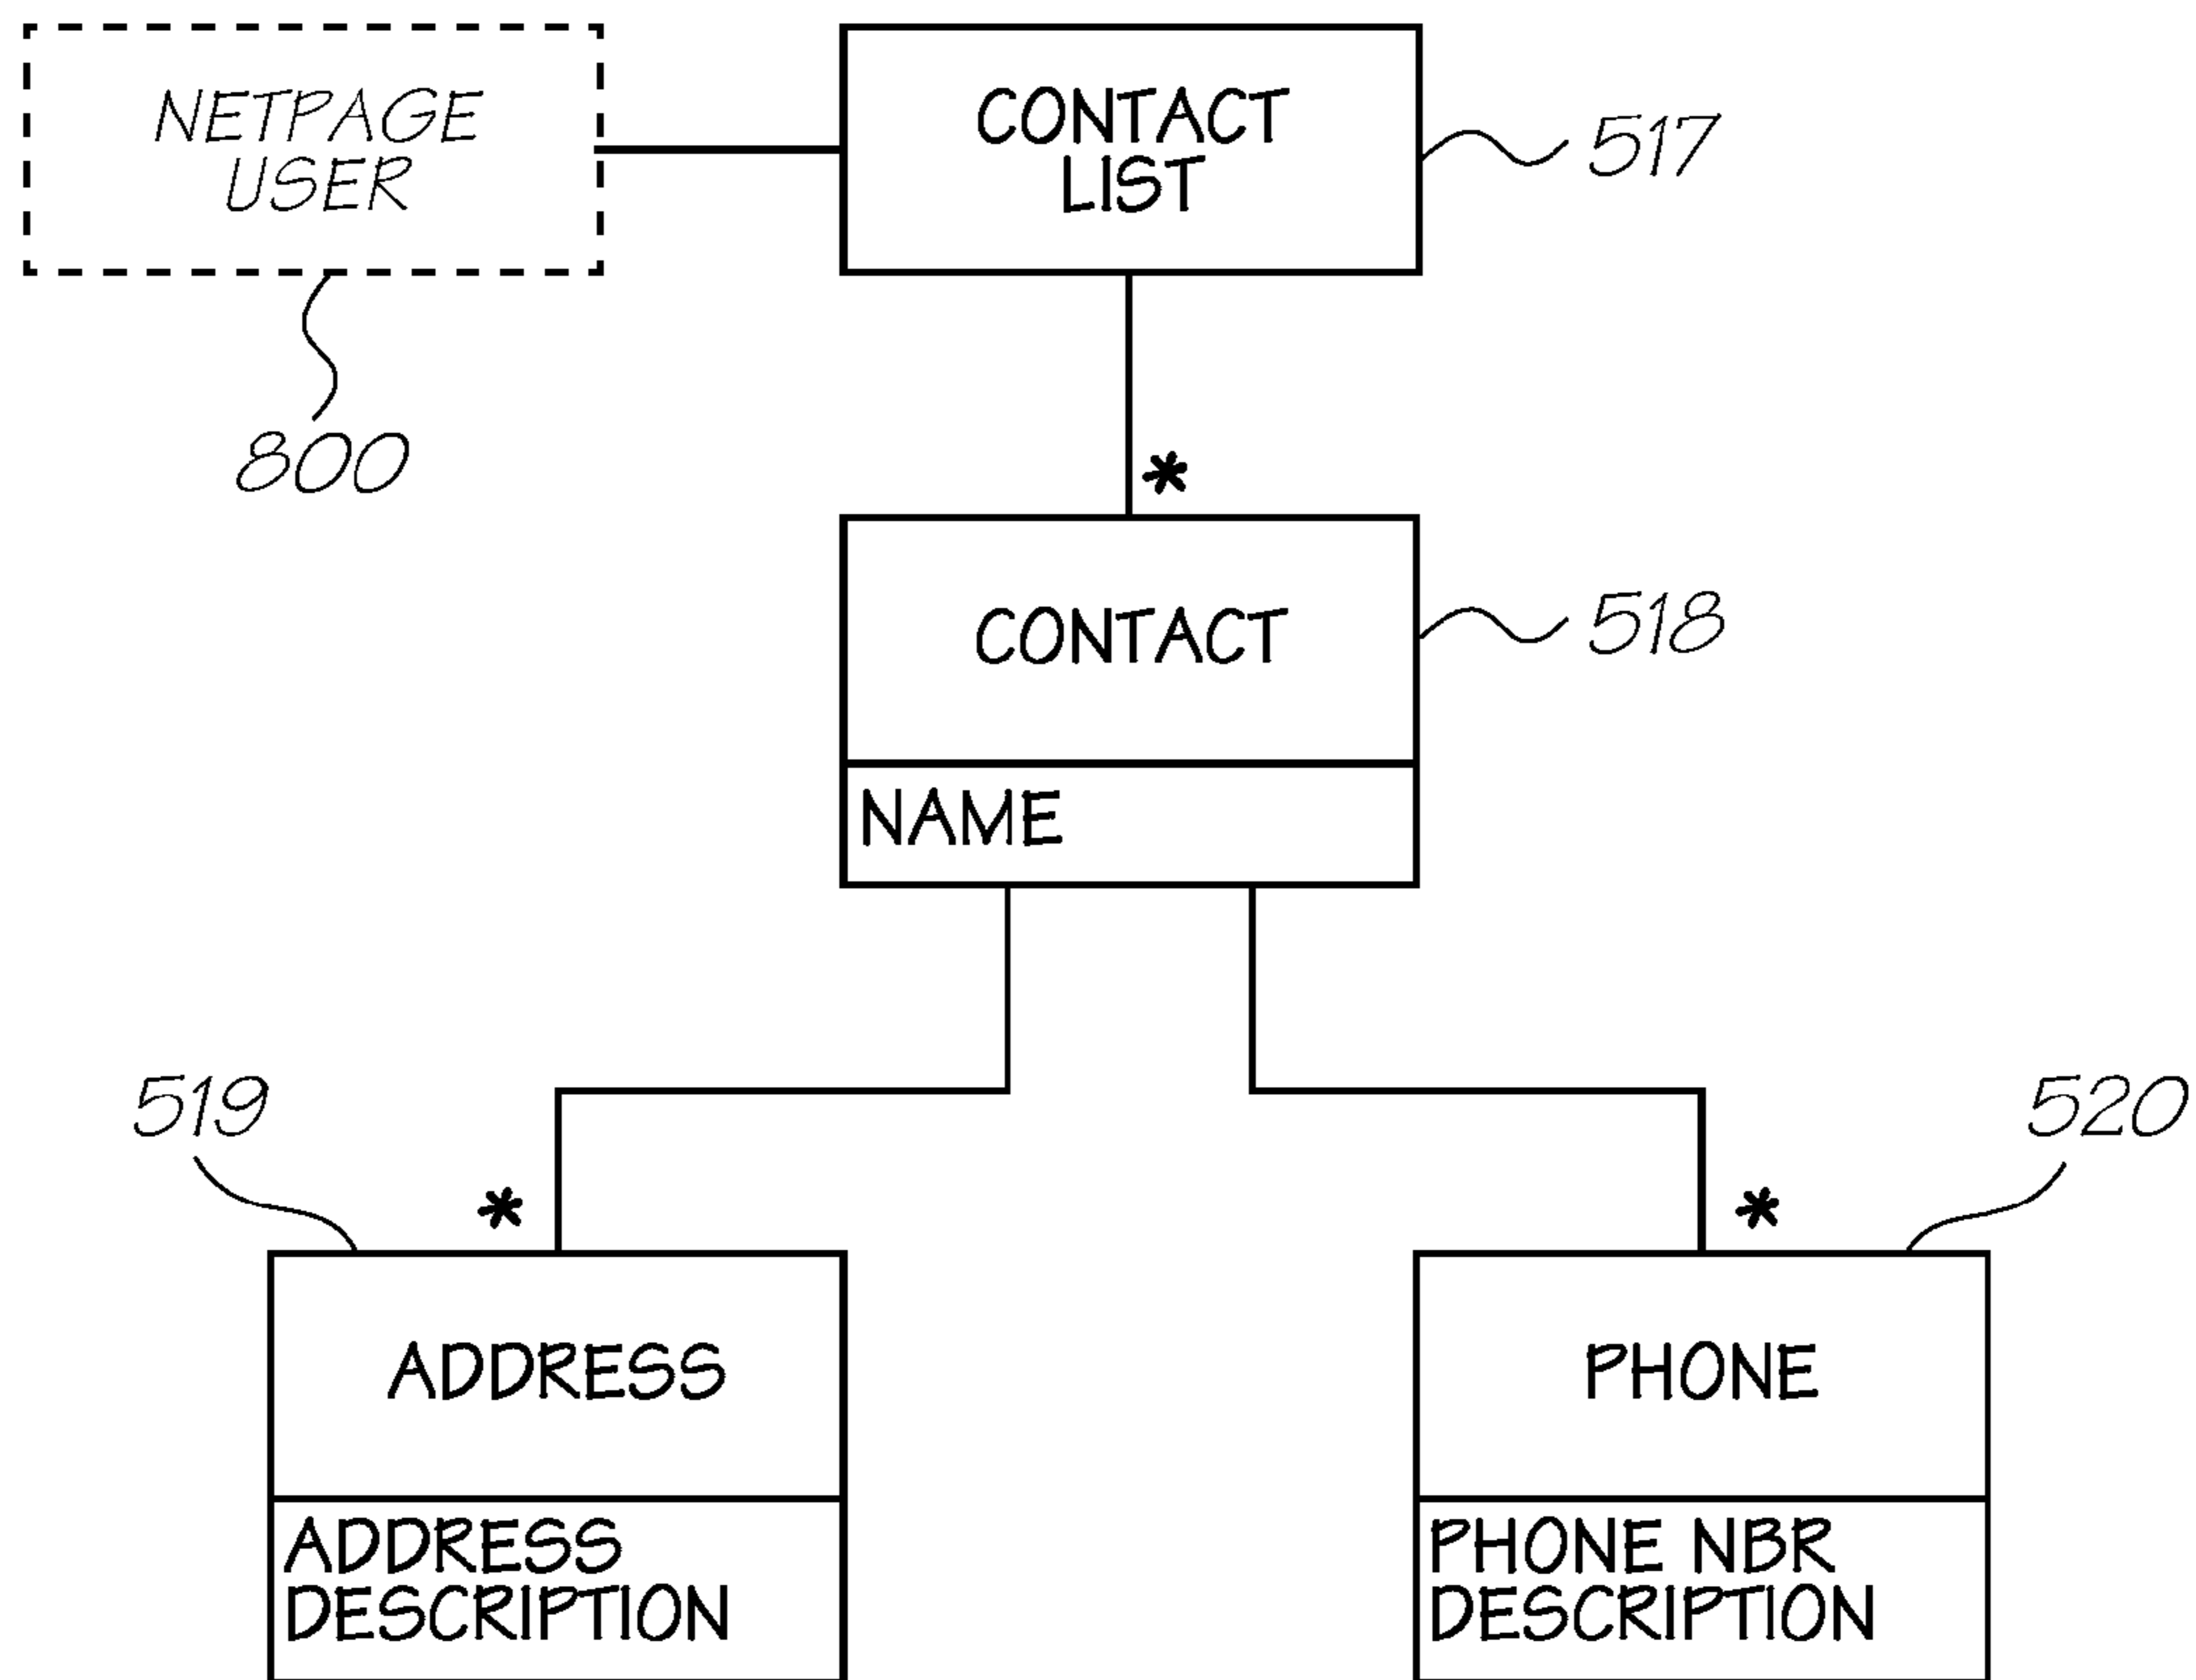 NETPAGE
USER
CONTACT
LIST
517
800
*
CONTACT
518
NAME
519
520
*
*
ADDRESS
PHONE
ADDRESS
DESCRIPTION
PHONE NBR
DESCRIPTION